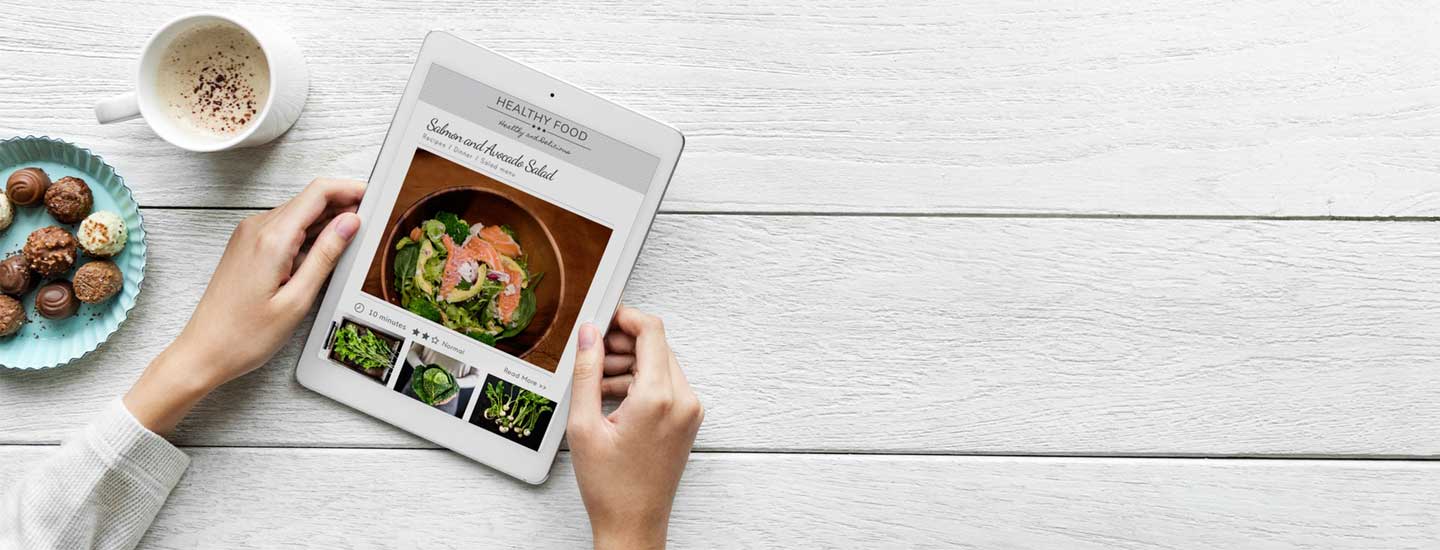 HEALTHY FOOD
Healthy and Delicious
Salmon and Avocado Salad
Recipes / Dinner / Salad menu
10 minutes
Normal
Read More >>